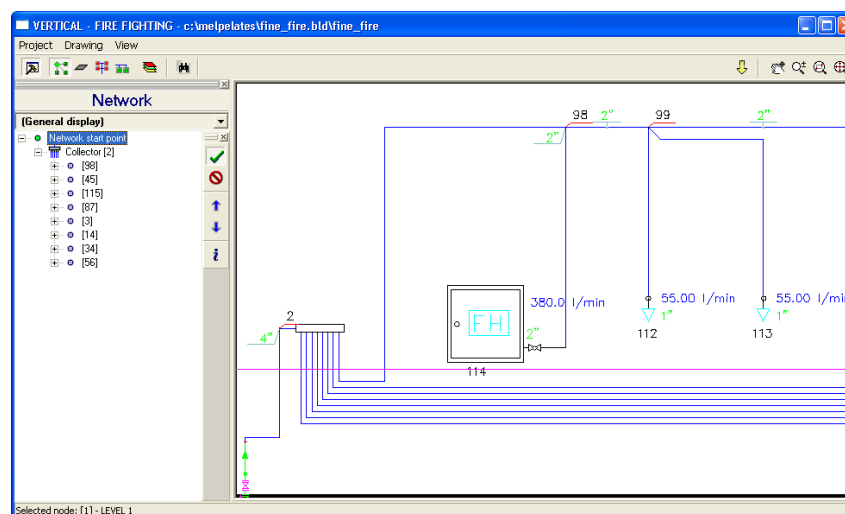 VERTICAL - FIRE FIGHTING - c:\melpelates\fine_fire.bld\fine_fire
Project Drawing View
Network
(General display)
Network start point
Collector [2]
[98]
[45]
[115]
[87]
[3]
[14]
[34]
[56]
98 2" 99 2"
2"
380.0 l/min 55.00 l/min 55.00 l/min
2
4"
FH
2" 1" 1"
112 113
114
Selected node: [1] - LEVEL 1